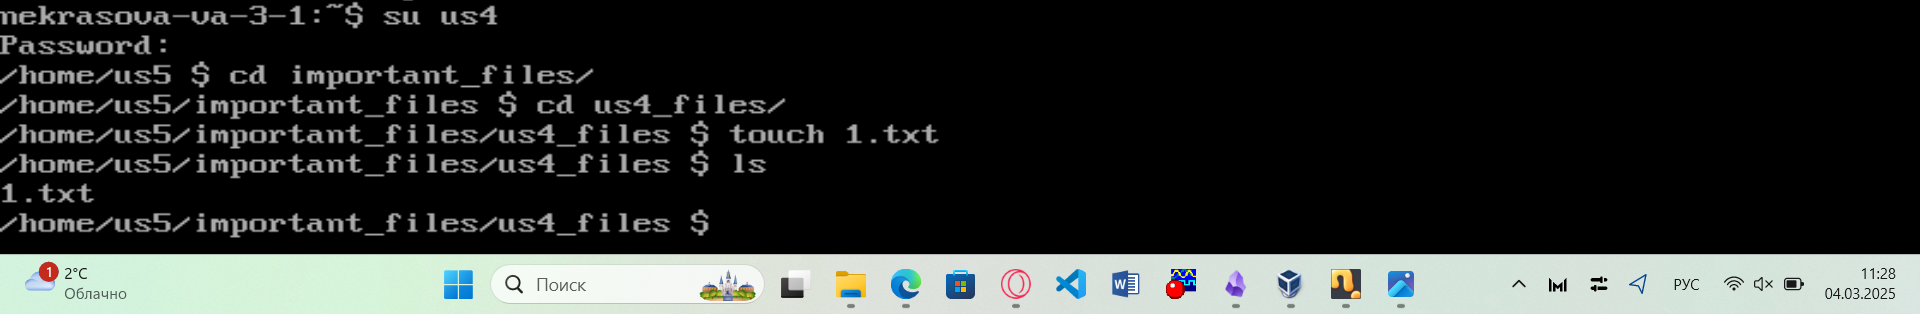 nekrasova-va-3-1:~$ su us4
Password:
/home/us5 $ cd important_files/
/home/us5/important_files $ cd us4_files/
/home/us5/important_files/us4_files $ touch 1.txt
/home/us5/important_files/us4_files $ ls
1.txt
/home/us5/important_files/us4_files $
1
2°C
Облачно
Поиск
РУС
11:28
04.03.2025